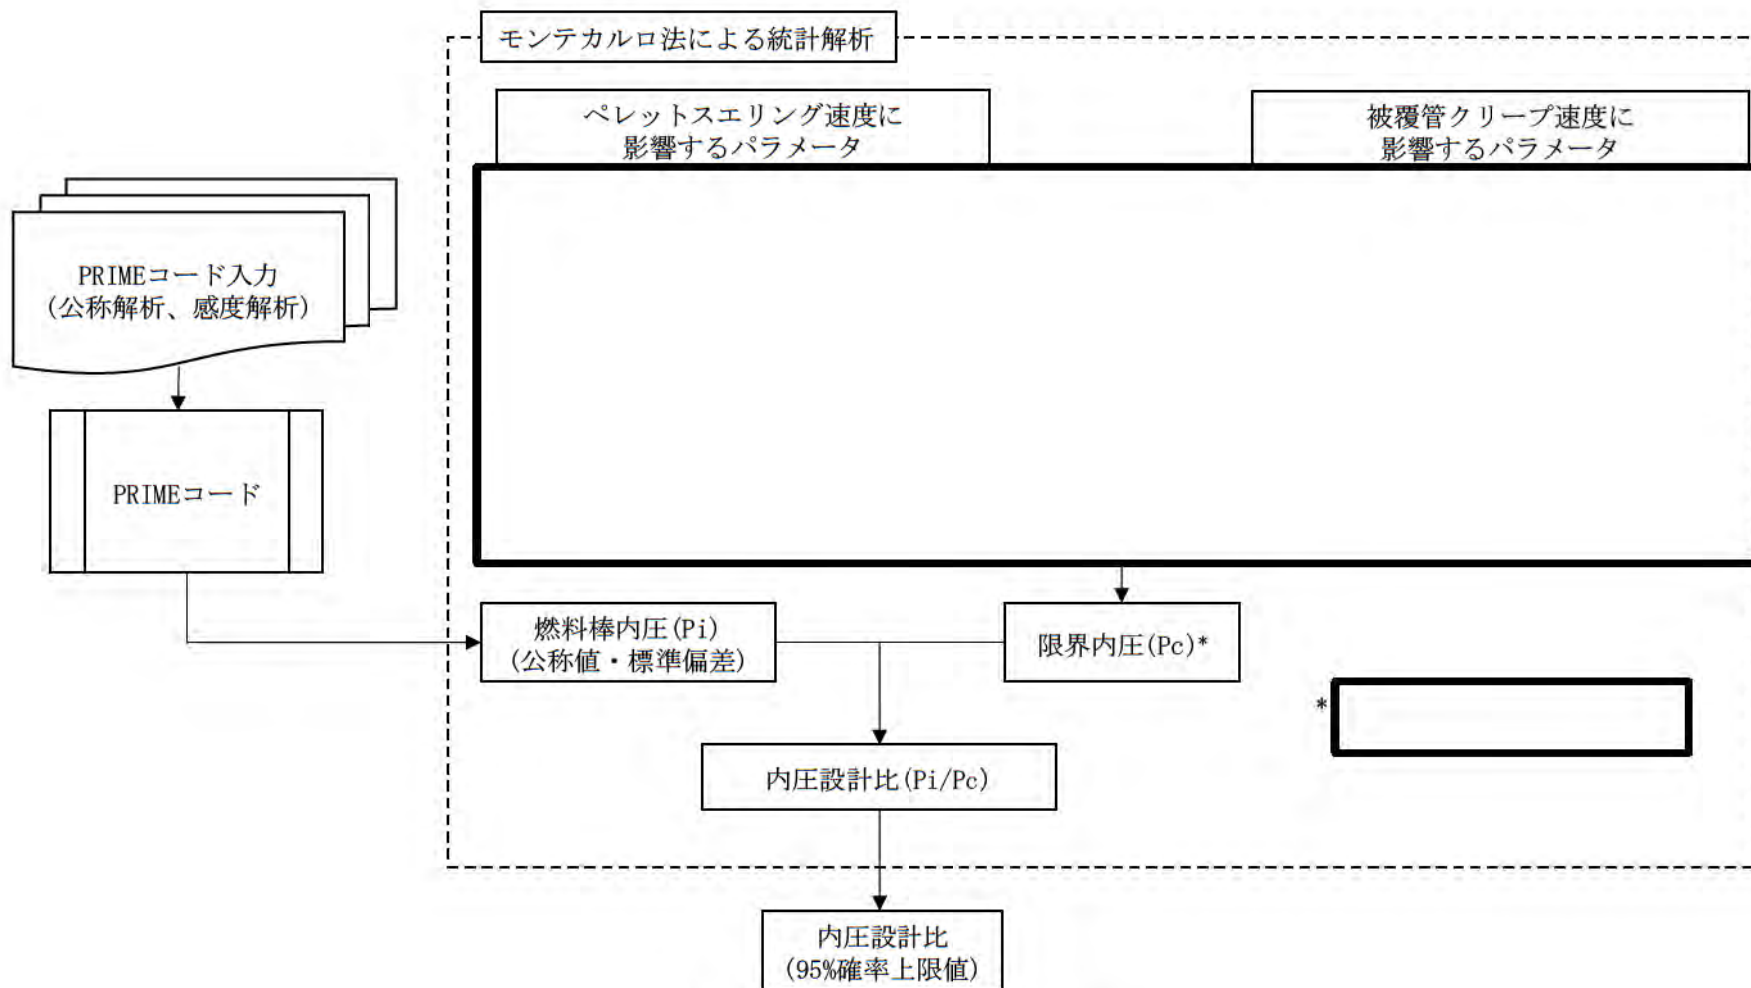 モンテカルロ法による統計解析
ペレットスエリング速度に
影響するパラメータ
被覆管クリープ速度に
影響するパラメータ
PRIMEコード入力
(公称解析、感度解析)
PRIMEコード
燃料棒内圧(Pi)
(公称値・標準偏差)
限界内圧(Pc)*
*
内圧設計比(Pi/Pc)
内圧設計比
(95%確率上限値)